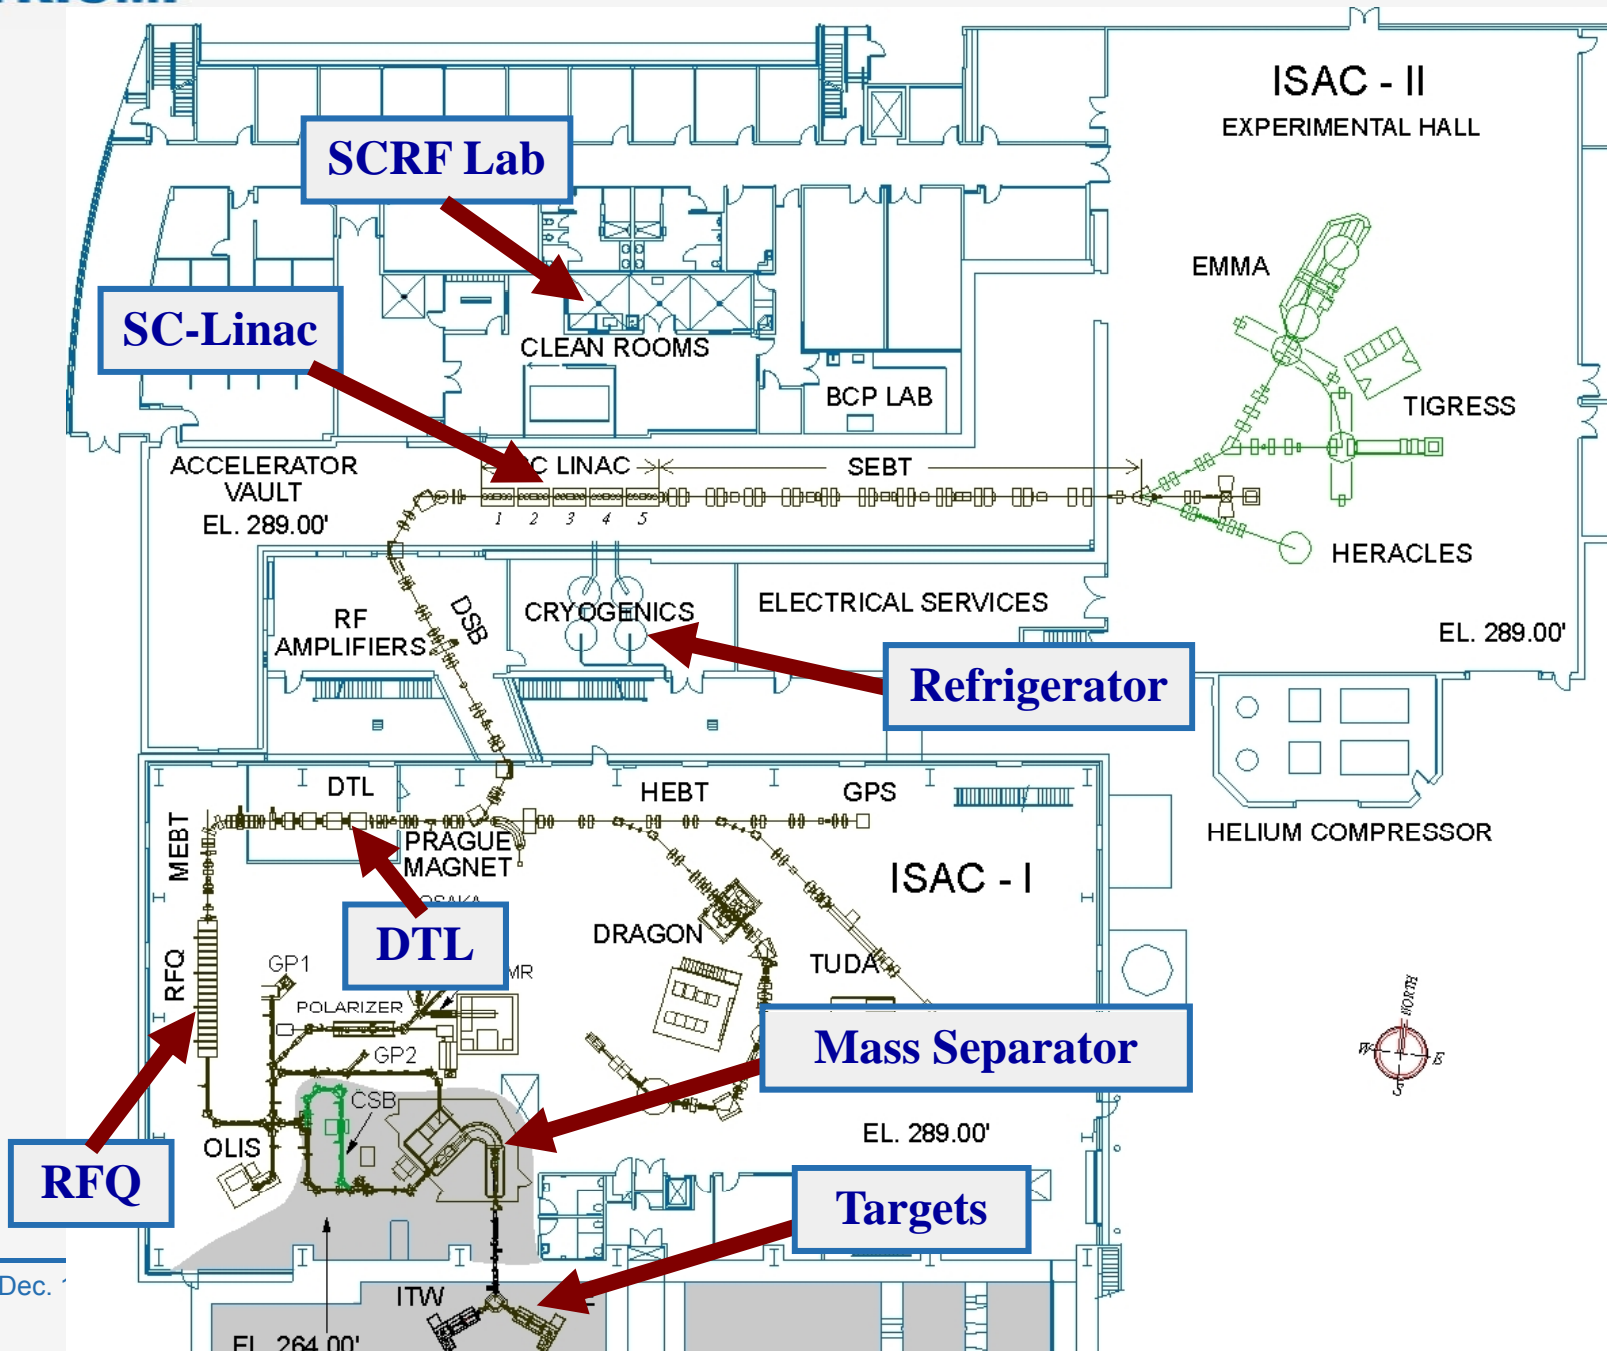 ISAC - II
EXPERIMENTAL HALL
SCRF Lab
EMMA
SC-Linac
CLEAN ROOMS
BCP LAB
TIGRESS
ACCELERATOR
VAULT
EL. 289.00'
LINAC
SEBT
1 2 3 4 5
HERACLES
DSB
CRYOGENICS
ELECTRICAL SERVICES
RF
AMPLIFIERS
EL. 289.00'
Refrigerator
DTL
HEBT
GPS
MEBT
PRAGUE
MAGNET
HELIUM COMPRESSOR
ISAC - I
DTL
DRAGON
TUDA
RFQ
GP1
POLARIZER
GP2
Mass Separator
NORTH
W
E
S
CSB
OLIS
EL. 289.00'
RFQ
Targets
Dec.
ITW
EL. 264.00'